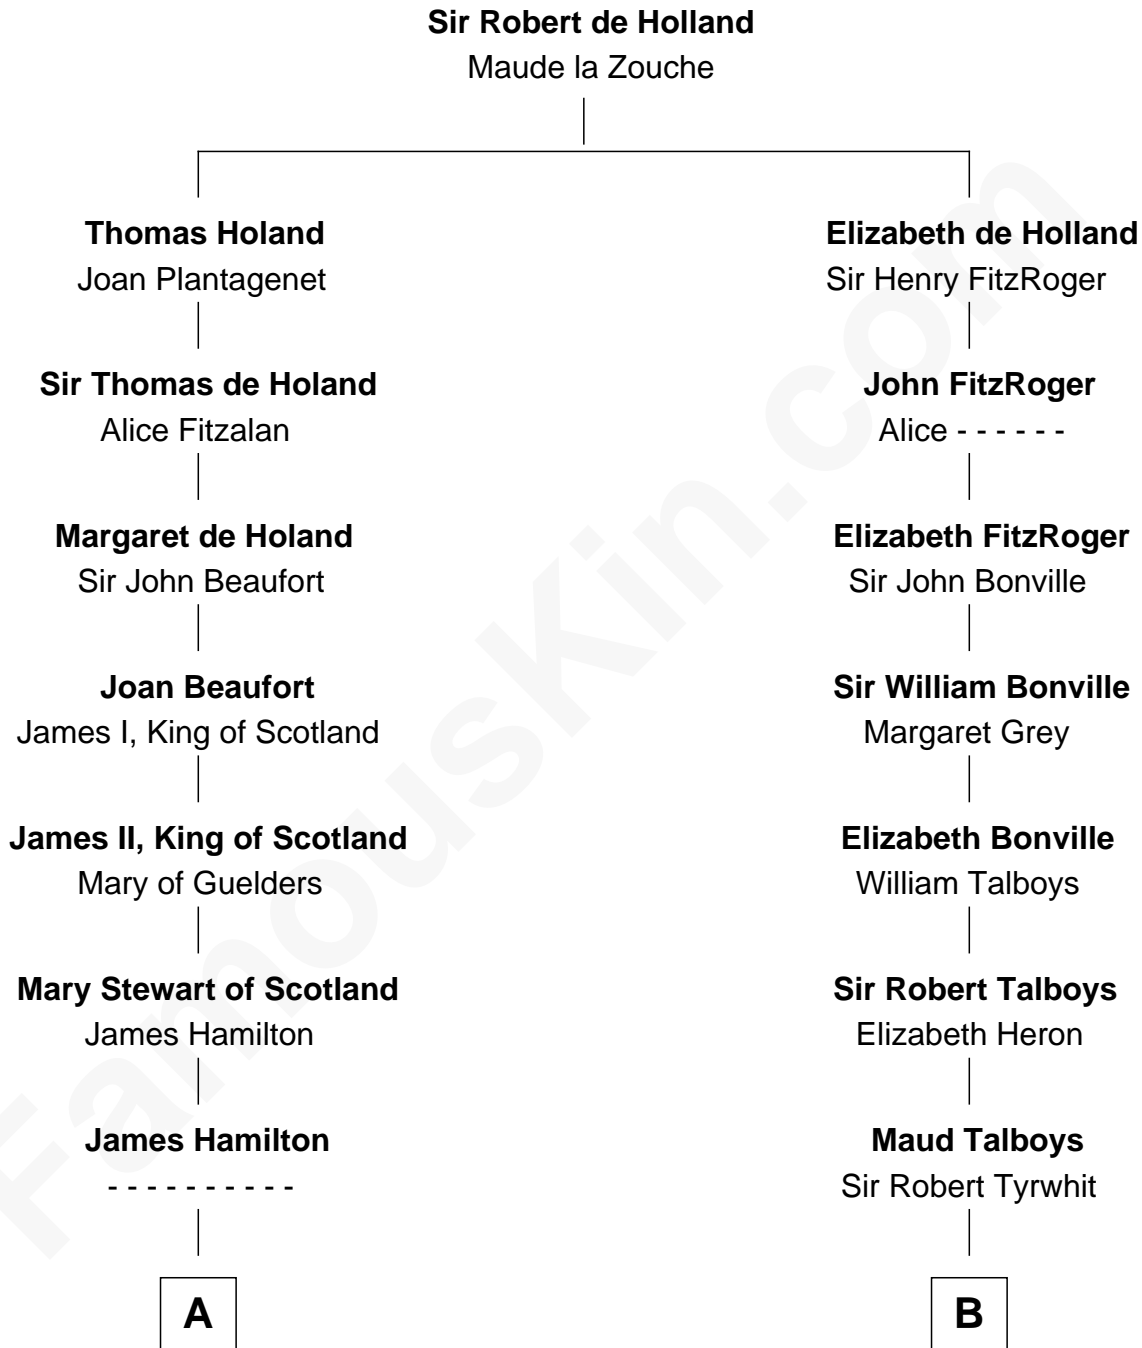 Sir Robert de Holland
Maude la Zouche
Thomas Holand
Joan Plantagenet
Elizabeth de Holland
Sir Henry FitzRoger
Sir Thomas de Holand
Alice Fitzalan
John FitzRoger
Alice - - - - - -
Margaret de Holand
Sir John Beaufort
Elizabeth FitzRoger
Sir John Bonville
Joan Beaufort
James I, King of Scotland
Sir William Bonville
Margaret Grey
James II, King of Scotland
Mary of Guelders
Elizabeth Bonville
William Talboys
Mary Stewart of Scotland
James Hamilton
Sir Robert Talboys
Elizabeth Heron
James Hamilton
- - - - - - - - - -
Maud Talboys
Sir Robert Tyrwhit
A
B
FamousKin.com